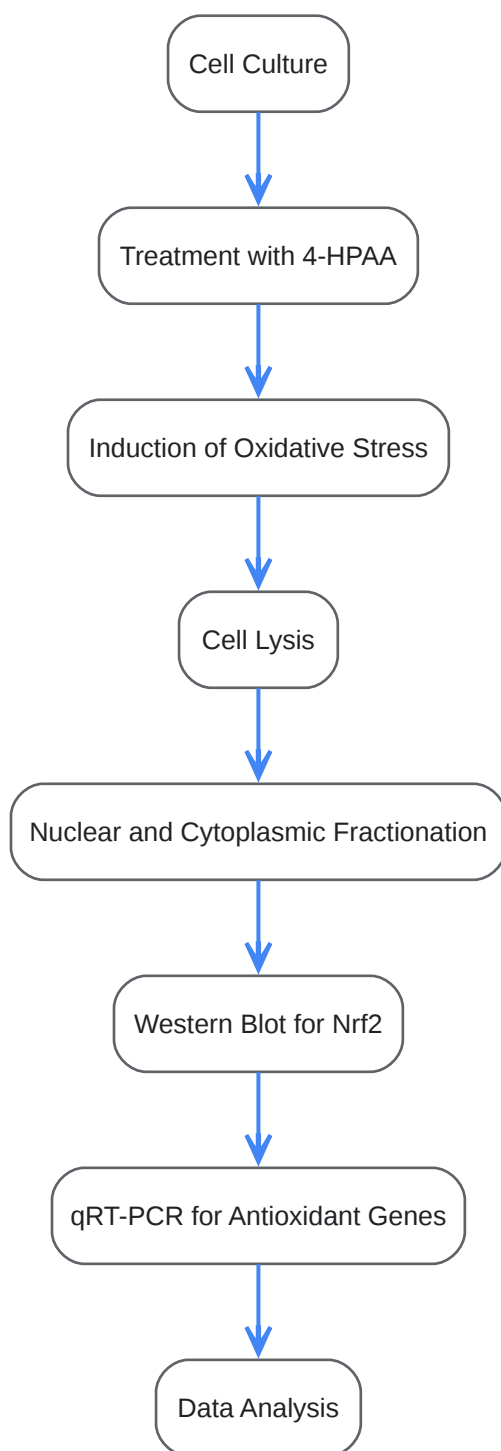 Cell Culture
Treatment with 4-HPAA
Induction of Oxidative Stress
Cell Lysis
Nuclear and Cytoplasmic Fractionation
Western Blot for Nrf2
qRT-PCR for Antioxidant Genes
Data Analysis